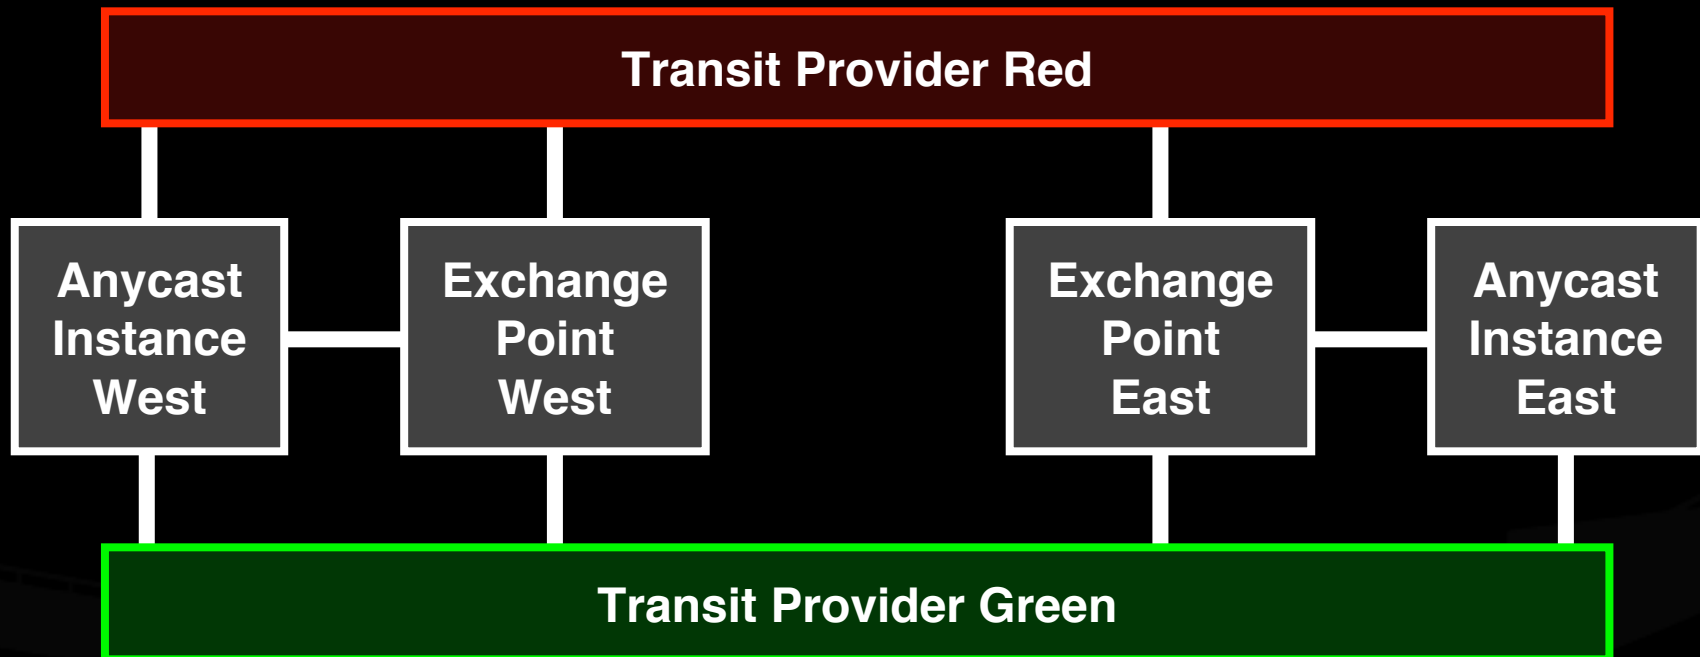 Transit Provider Red
Anycast
Instance
West
Exchange
Point
West
Exchange
Point
East
Anycast
Instance
East
Transit Provider Green